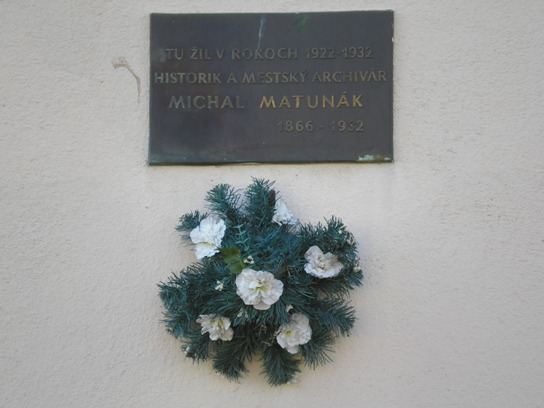 TU ŽIL V ROKOCH 1922-1932
HISTORIK A MESTSKÝ ARCHIVÁR
MICHAL MATUNÁK
1866 - 1932